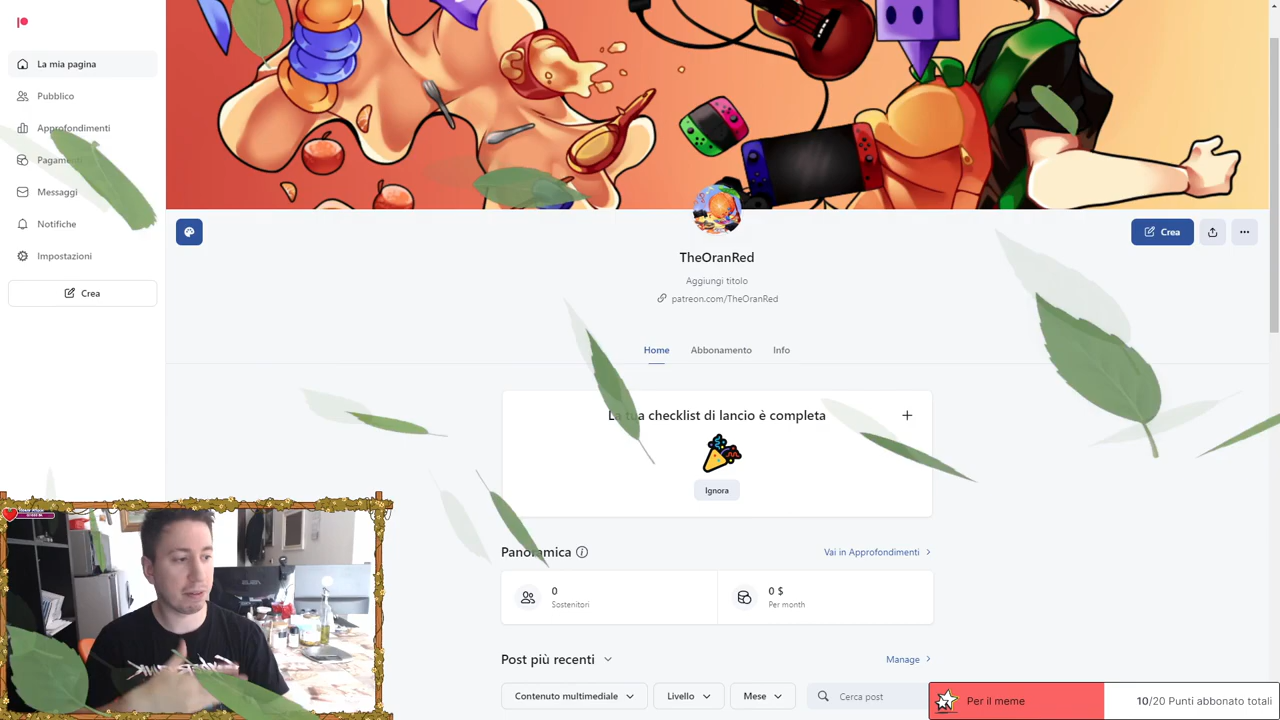 La mia pagina
Pubblico
Approfondimenti
Messaggi
Notifiche
Impostazioni
Crea
Crea
TheOranRed
Aggiungi titolo
patreon.com/TheOranRed
Home
Abbonamento
Info
La tua checklist di lancio è completa
Ignora
Panoramica
Vai in Approfondimenti
0
Sostenitori
0 $
Per month
Post più recenti
Manage
Contenuto multimediale
Livello
Mese
Cerca post
Per il meme
10/20 Punti abbonato totali